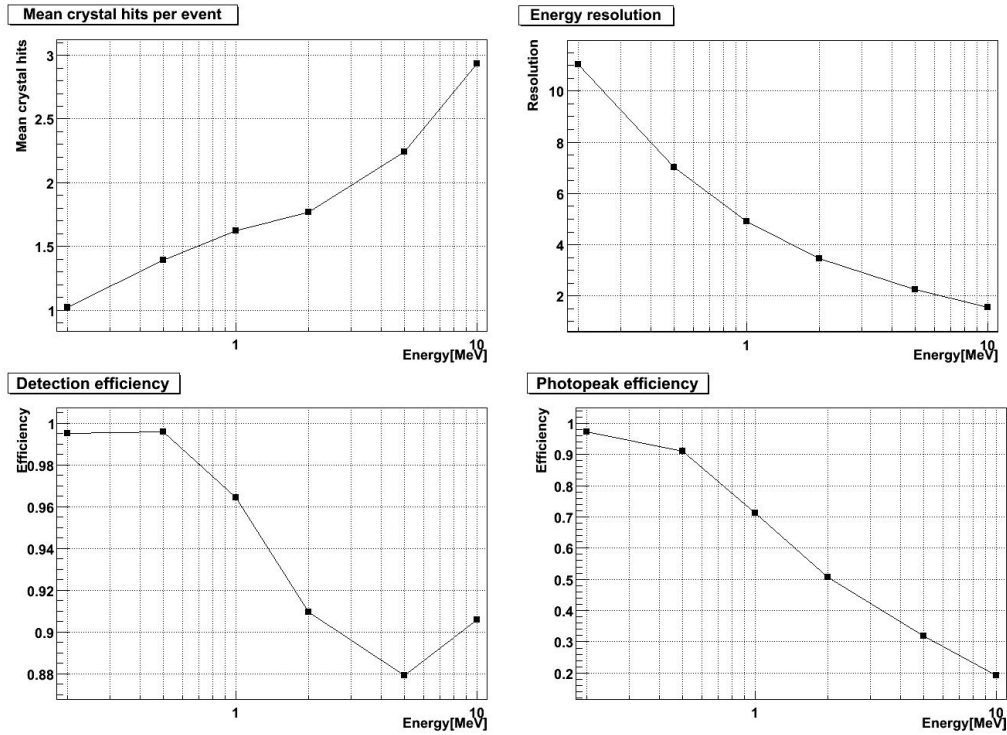 Mean crystal hits per event
Mean crystal hits
3
2.5
2
1.5
1
1
10
Energy[MeV]
Energy resolution
Resolution
10
8
6
4
2
1
10
Energy[MeV]
Detection efficiency
Efficiency
1
0.98
0.96
0.94
0.92
0.9
0.88
1
10
Energy[MeV]
Photopeak efficiency
Efficiency
1
0.9
0.8
0.7
0.6
0.5
0.4
0.3
0.2
1
10
Energy[MeV]